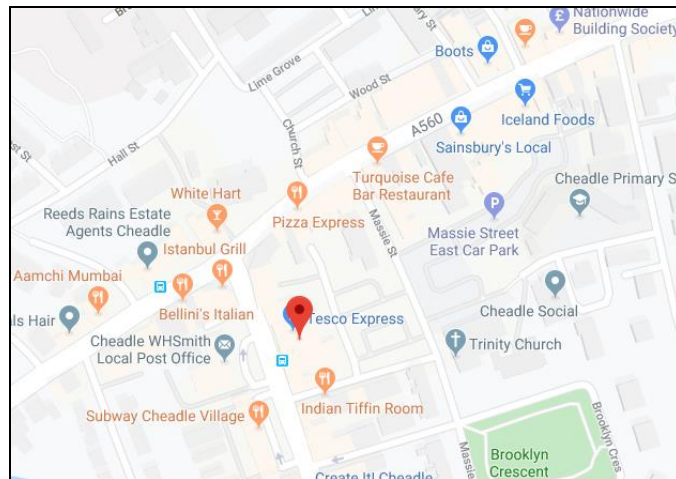 Nationwide
Building Society
Boots
Lime Grove
Wood St
A560
Iceland Foods
Hall St
Church St
Sainsbury's Local
Turquoise Cafe
Bar Restaurant
Cheadle Primary S
White Hart
Pizza Express
Massie St
Massie Street
East Car Park
Reeds Rains Estate
Agents Cheadle
Istanbul Grill
Aamchi Mumbai
Bellini's Italian
Tesco Express
Cheadle Social
ls Hair
Cheadle WHSmith
Local Post Office
Trinity Church
Indian Tiffin Room
Subway Cheadle Village
Brooklyn Cres
Massie
Brooklyn
Crescent
Create It! Cheadle